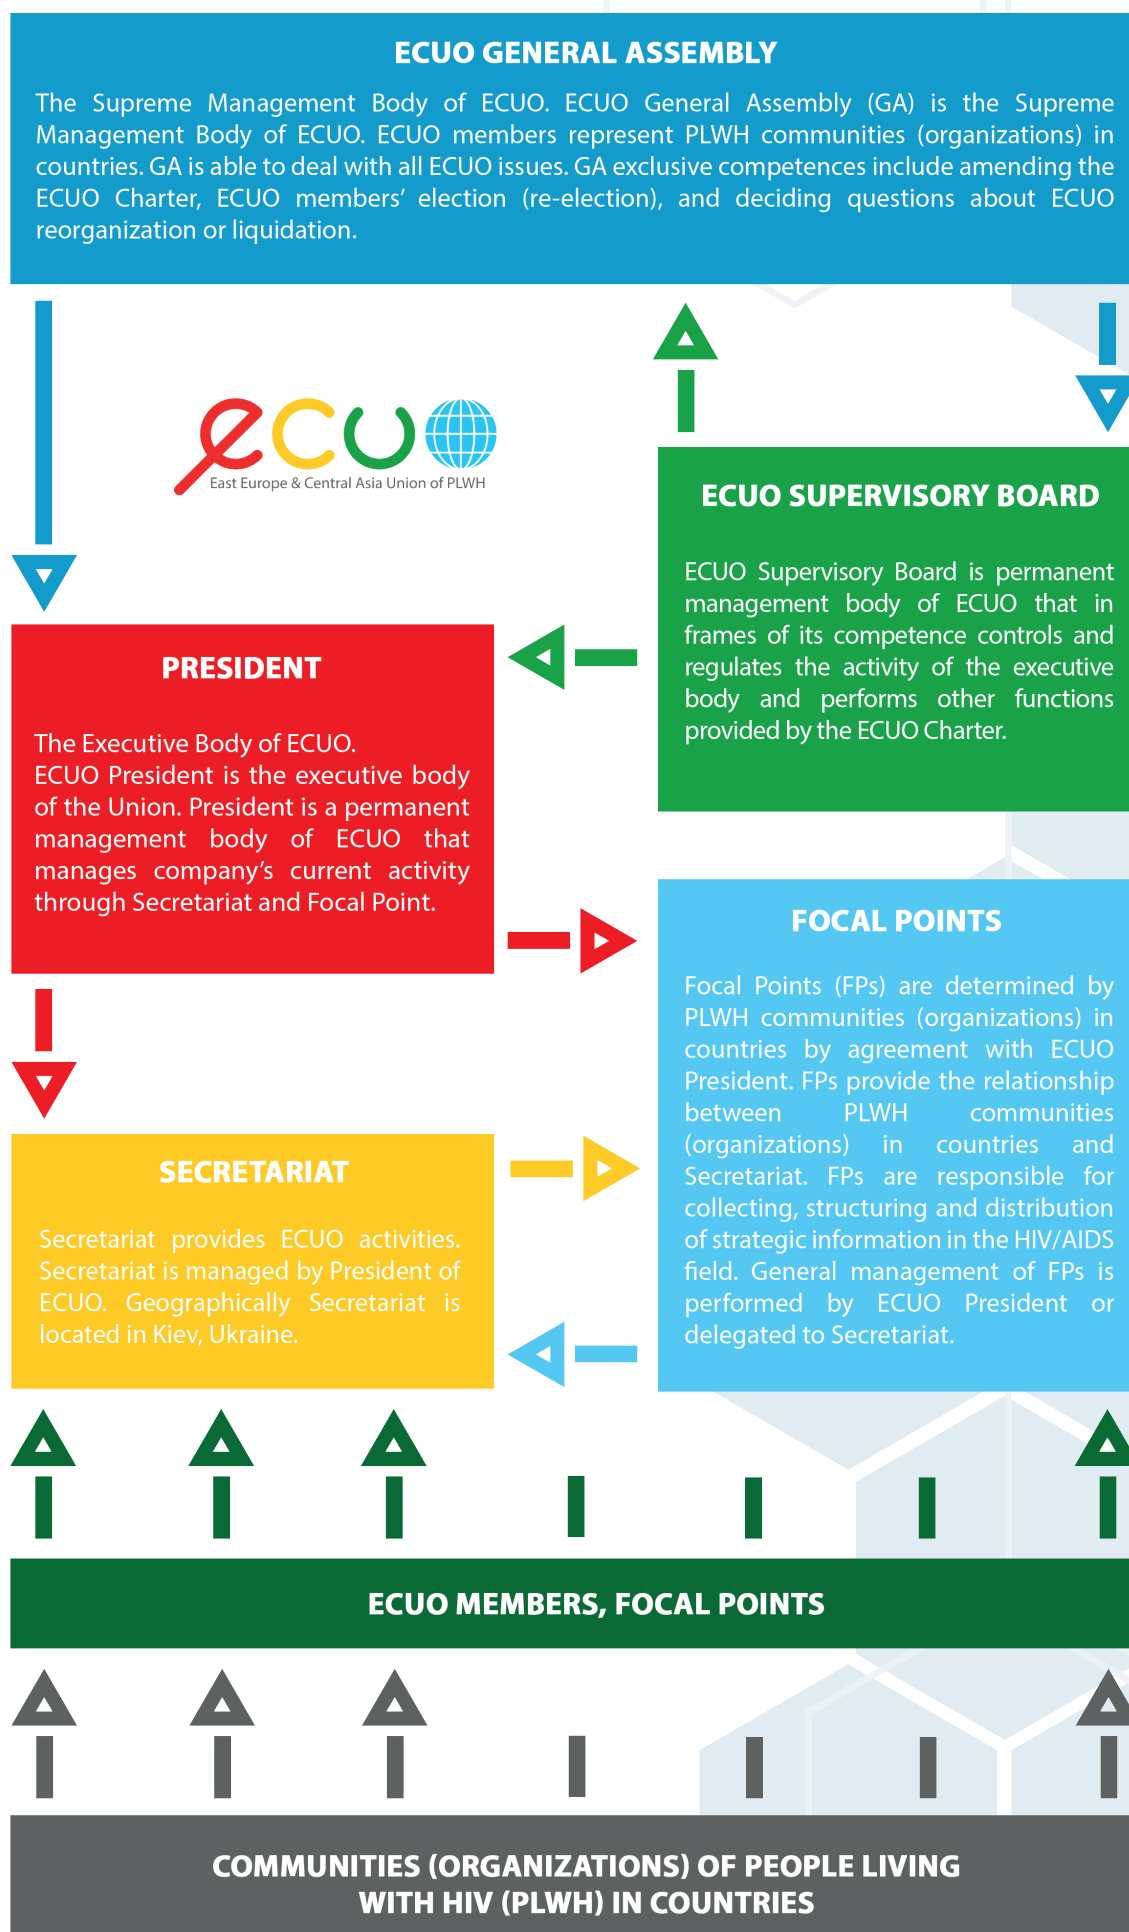 ECUO GENERAL ASSEMBLY
The Supreme Management Body of ECUO. ECUO General Assembly (GA) is the Supreme
Management Body of ECUO. ECUO members represent PLWH communities (organizations) in
countries. GA is able to deal with all ECUO issues. GA exclusive competences include amending the
ECUO Charter, ECUO members' election (re-election), and deciding questions about ECUO
reorganization or liquidation.
ecuo
East Europe & Central Asia Union of PLWH
ECUO SUPERVISORY BOARD
ECUO Supervisory Board is permanent
management body of ECUO that in
frames of its competence controls and
regulates the activity of the executive
body and performs other functions
provided by the ECUO Charter.
PRESIDENT
The Executive Body of ECUO.
ECUO President is the executive body
of the Union. President is a permanent
management body of ECUO that
manages company's current activity
through Secretariat and Focal Point.
FOCAL POINTS
Focal Points (FPs) are determined by
PLWH communities (organizations) in
countries by agreement with ECUO
President. FPs provide the relationship
between PLWH communities
(organizations) in countries and
Secretariat. FPs are responsible for
collecting, structuring and distribution
of strategic information in the HIV/AIDS
field. General management of FPs is
performed by ECUO President or
delegated to Secretariat.
SECRETARIAT
Secretariat provides ECUO activities.
Secretariat is managed by President of
ECUO. Geographically Secretariat is
located in Kiev, Ukraine.
ECUO MEMBERS, FOCAL POINTS
COMMUNITIES (ORGANIZATIONS) OF PEOPLE LIVING
WITH HIV (PLWH) IN COUNTRIES